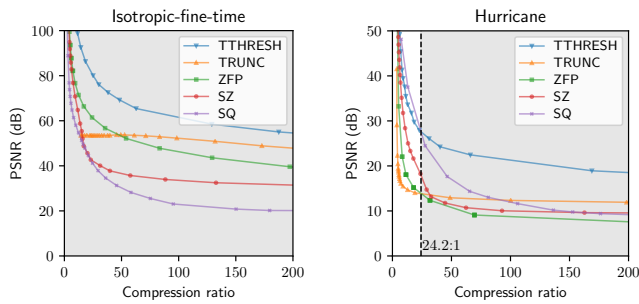 Isotropic-fine-time
PSNR (dB)
100
80
60
40
20
0
TTHRESH
TRUNC
ZFP
SZ
SQ
0 50 100 150 200
Compression ratio
Hurricane
PSNR (dB)
50
40
30
20
10
0
TTHRESH
TRUNC
ZFP
SZ
SQ
24.2:1
0 50 100 150 200
Compression ratio